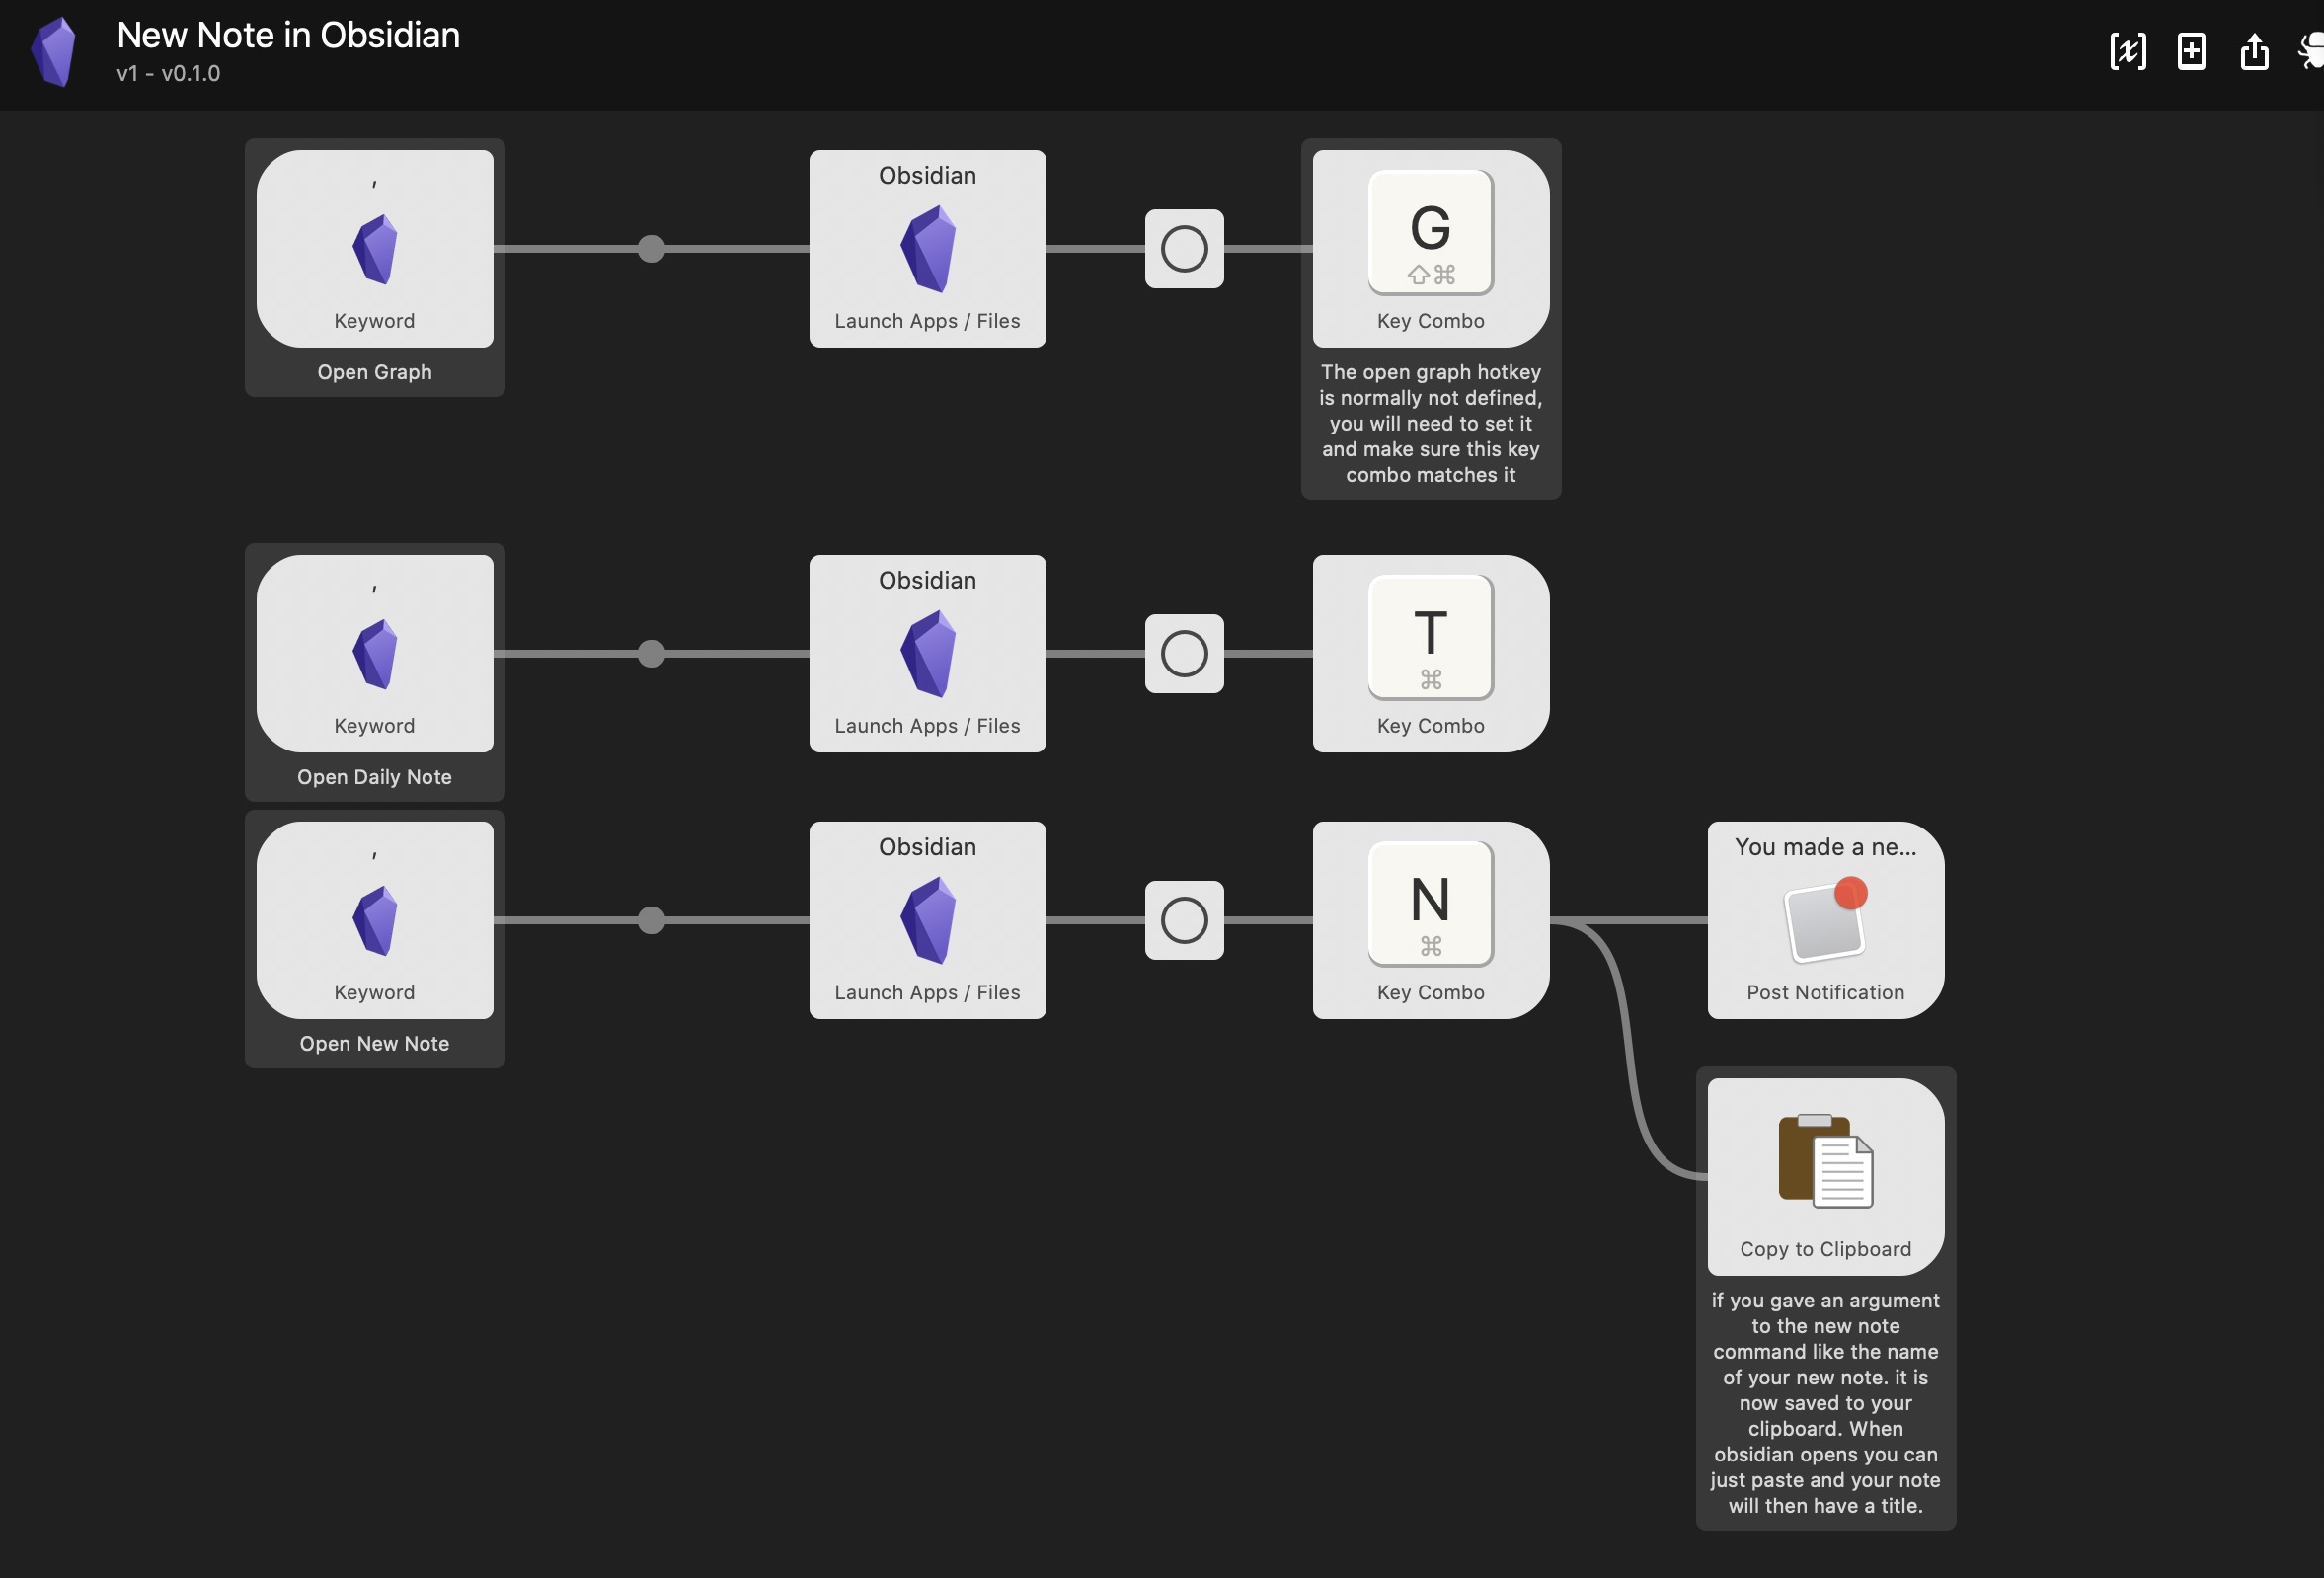 New Note in Obsidian
v1 - v0.1.0
,
Keyword
Open Graph
Obsidian
Launch Apps / Files
G
⇧⌘
Key Combo
The open graph hotkey
is normally not defined,
you will need to set it
and make sure this key
combo matches it
,
Keyword
Open Daily Note
Obsidian
Launch Apps / Files
T
⌘
Key Combo
,
Keyword
Open New Note
Obsidian
Launch Apps / Files
N
⌘
Key Combo
You made a ne...
Post Notification
Copy to Clipboard
if you gave an argument
to the new note
command like the name
of your new note. it is
now saved to your
clipboard. When
obsidian opens you can
just paste and your note
will then have a title.